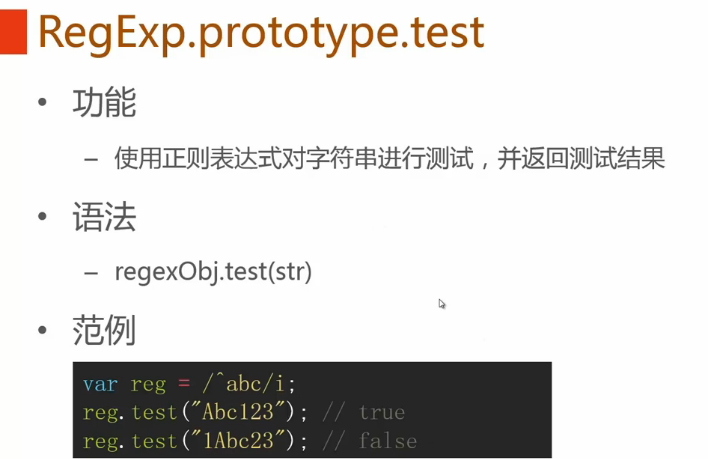 RegExp.prototype.test
• 功能
– 使用正则表达式对字符串进行测试，并返回测试结果
• 语法
– regexObj.test(str)
• 范例
var reg = /^abc/i;
reg.test("Abc123"); // true
reg.test("1Abc23"); // false